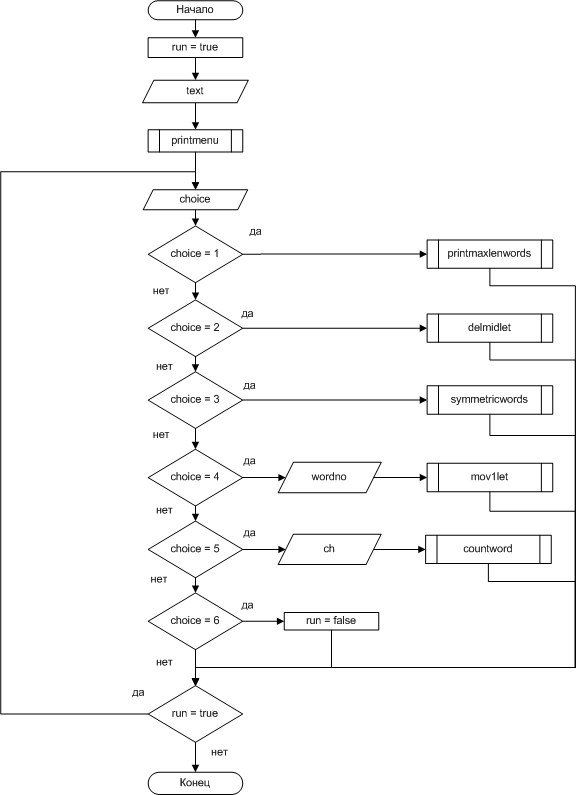 Начало
run = true
text
printmenu
choice
choice = 1
да
printmaxlenwords
нет
choice = 2
да
delmidlet
нет
choice = 3
да
symmetricwords
нет
choice = 4
да
wordno
mov1let
нет
choice = 5
да
ch
countword
нет
choice = 6
да
run = false
нет
да
run = true
нет
Конец